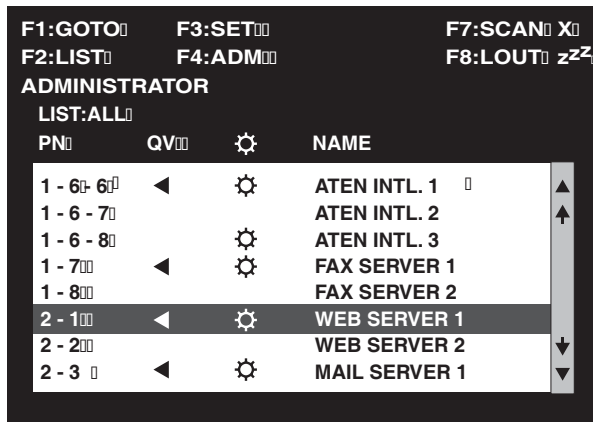 F1:GOTO F3:SET F7:SCAN X
F2:LIST F4:ADM F8:LOUT zzz
ADMINISTRATOR
LIST:ALL
PN QV ☼ NAME
1 - 6 - 6 ◀ ☼ ATEN INTL. 1
1 - 6 - 7 ATEN INTL. 2
1 - 6 - 8 ☼ ATEN INTL. 3
1 - 7 ◀ ☼ FAX SERVER 1
1 - 8 FAX SERVER 2
2 - 1 ◀ ☼ WEB SERVER 1
2 - 2 WEB SERVER 2
2 - 3 ◀ ☼ MAIL SERVER 1